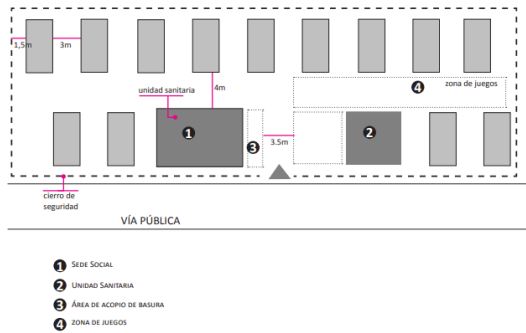 1,5m
3m
unidad sanitaria
4m
4
zona de juegos
1
3
3.5m
2
cierro de
seguridad
VÍA PÚBLICA
1 SEDE SOCIAL
2 UNIDAD SANITARIA
3 ÁREA DE ACOPIO DE BASURA
4 ZONA DE JUEGOS